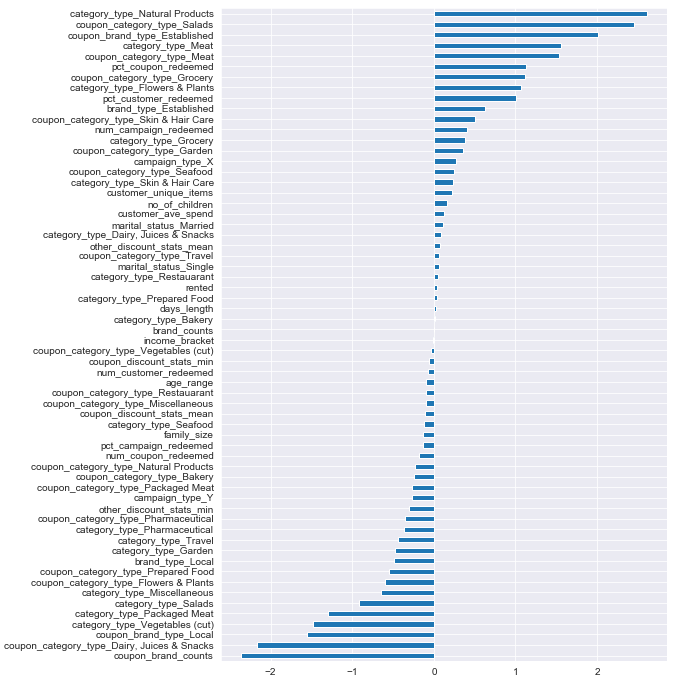 category_type_Natural Products
coupon_category_type_Salads
coupon_brand_type_Established
category_type_Meat
coupon_category_type_Meat
pct_coupon_redeemed
coupon_category_type_Grocery
category_type_Flowers & Plants
pct_customer_redeemed
brand_type_Established
coupon_category_type_Skin & Hair Care
num_campaign_redeemed
category_type_Grocery
coupon_category_type_Garden
campaign_type_X
coupon_category_type_Seafood
category_type_Skin & Hair Care
customer_unique_items
no_of_children
customer_ave_spend
marital_status_Married
category_type_Dairy, Juices & Snacks
other_discount_stats_mean
coupon_category_type_Travel
marital_status_Single
category_type_Restauarant
rented
category_type_Prepared Food
days_length
category_type_Bakery
brand_counts
income_bracket
coupon_category_type_Vegetables (cut)
coupon_discount_stats_min
num_customer_redeemed
age_range
coupon_category_type_Restauarant
coupon_category_type_Miscellaneous
coupon_discount_stats_mean
category_type_Seafood
family_size
pct_campaign_redeemed
num_coupon_redeemed
coupon_category_type_Natural Products
coupon_category_type_Bakery
coupon_category_type_Packaged Meat
campaign_type_Y
other_discount_stats_min
coupon_category_type_Pharmaceutical
category_type_Pharmaceutical
category_type_Travel
category_type_Garden
brand_type_Local
coupon_category_type_Prepared Food
coupon_category_type_Flowers & Plants
category_type_Miscellaneous
category_type_Salads
category_type_Packaged Meat
category_type_Vegetables (cut)
coupon_brand_type_Local
coupon_category_type_Dairy, Juices & Snacks
coupon_brand_counts
−2 −1 0 1 2